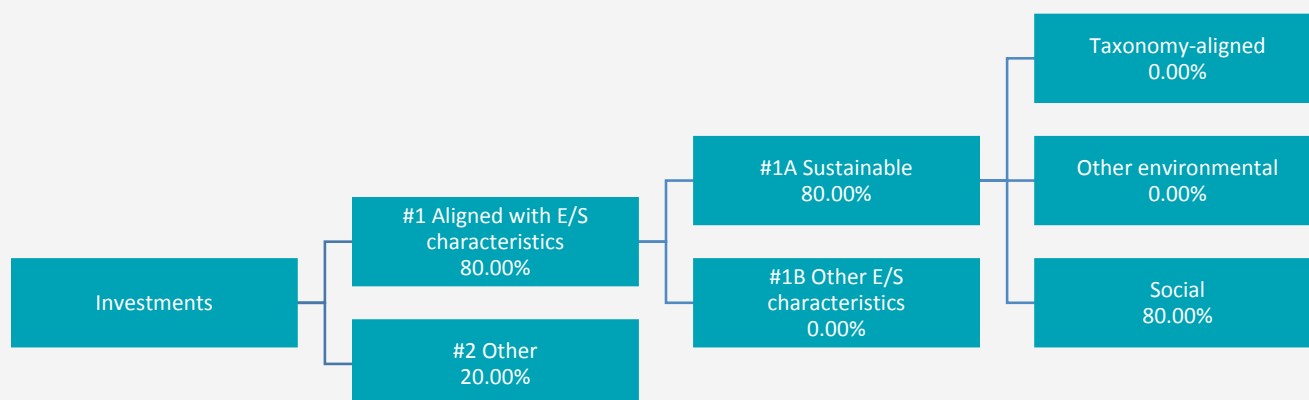 Investments
#1 Aligned with E/S
characteristics
80.00%
#2 Other
20.00%
#1A Sustainable
80.00%
#1B Other E/S
characteristics
0.00%
Taxonomy-aligned
0.00%
Other environmental
0.00%
Social
80.00%